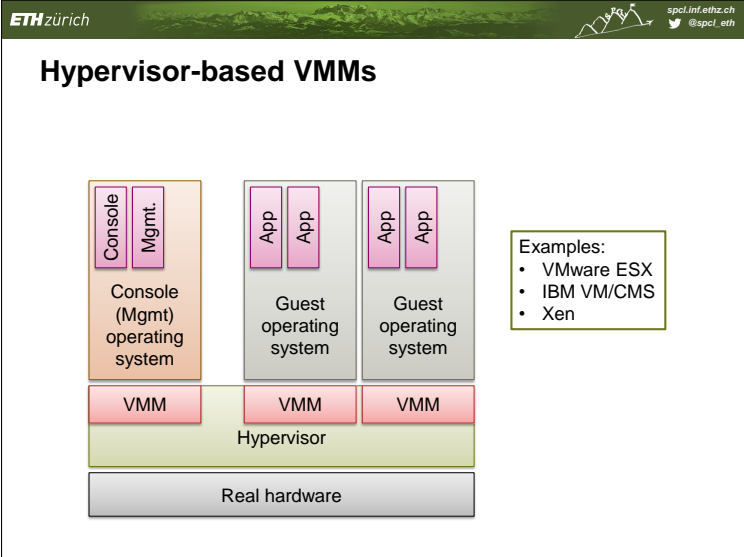 ETH zürich
spcl.inf.ethz.ch
@spcl_eth
Hypervisor-based VMMs
Console
Mgmt.
App
App
App
App
Console
(Mgmt)
operating
system
Guest
operating
system
Guest
operating
system
Examples:
• VMware ESX
• IBM VM/CMS
• Xen
VMM
VMM
VMM
Hypervisor
Real hardware